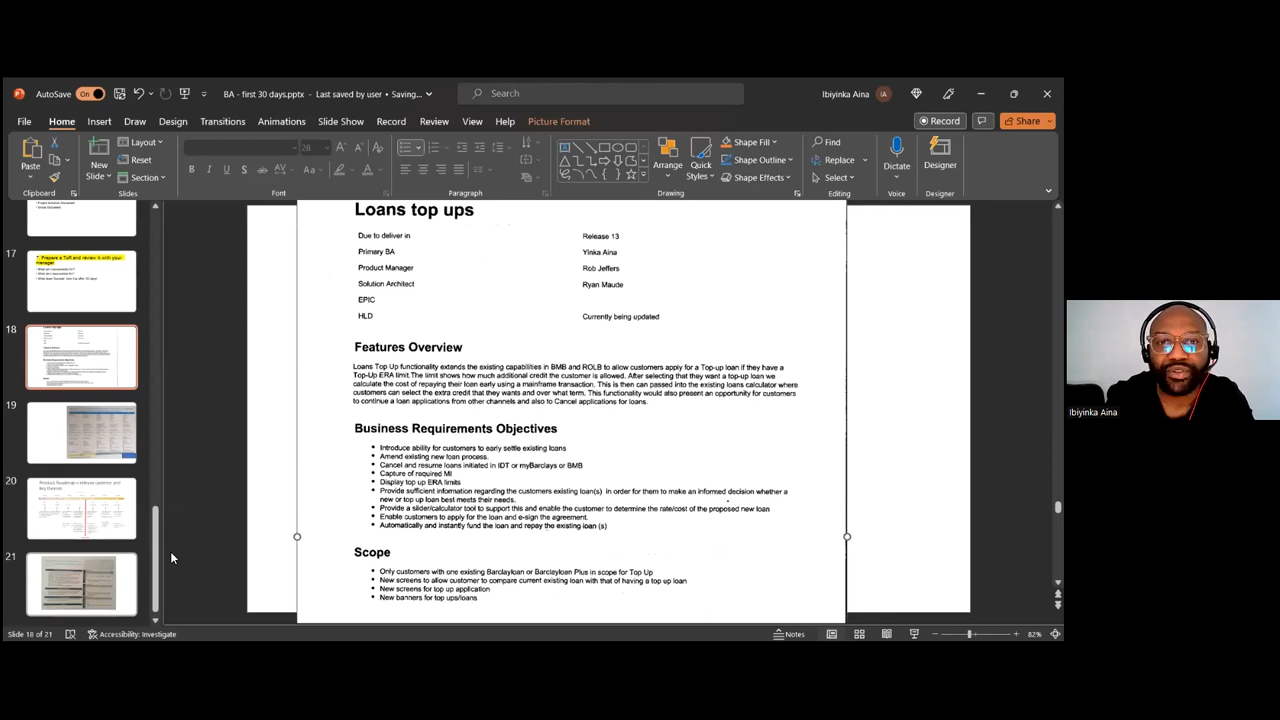 AutoSave On BA - first 30 days.pptx • Last saved by user • Saving... Search Ibiyinka Aina IA
File Home Insert Draw Design Transitions Animations Slide Show Record Review View Help Picture Format Record Share
Paste New Slide Layout Reset Section 28 Arrange Quick Styles Shape Fill Shape Outline Shape Effects Find Replace Select Dictate Designer
Clipboard Slides Font Paragraph Drawing Editing Voice Designer
17
manager
18
19
20
21
Loans top ups
Due to deliver in Release 13
Primary BA Yinka Aina
Product Manager Rob Jeffers
Solution Architect Ryan Maude
EPIC
HLD Currently being updated
Features Overview
Loans Top Up functionality extends the existing capabilities in BMB and ROLB to allow customers apply for a Top-up loan if they have a
Top-Up ERA limit.The limit shows how much additional credit the customer is allowed. After selecting that they want a top-up loan we
calculate the cost of repaying their loan early using a mainframe transaction. This is then can passed into the existing loans calculator where
customers can select the extra credit that they wants and over what term. This functionality would also present an opportunity for customers
to continue a loan applications from other channels and also to Cancel applications for loans.
Business Requirements Objectives
• Introduce ability for customers to early settle existing loans
• Amend existing new loan process.
• Cancel and resume loans initiated in IDT or myBarclays or BMB
• Capture of required MI
• Display top up ERA limits
• Provide sufficient information regarding the customers existing loan(s) in order for them to make an informed decision whether a
new or top up loan best meets their needs.
• Provide a slider/calculator tool to support this and enable the customer to determine the rate/cost of the proposed new loan
• Enable customers to apply for the loan and e-sign the agreement.
• Automatically and instantly fund the loan and repay the existing loan (s)
Scope
• Only customers with one existing Barclayloan or Barclayloan Plus in scope for Top Up
• New screens to allow customer to compare current existing loan with that of having a top up loan
• New screens for top up application
• New banners for top ups/loans
Ibiyinka Aina
Slide 18 of 21 Accessibility: Investigate Notes 82%